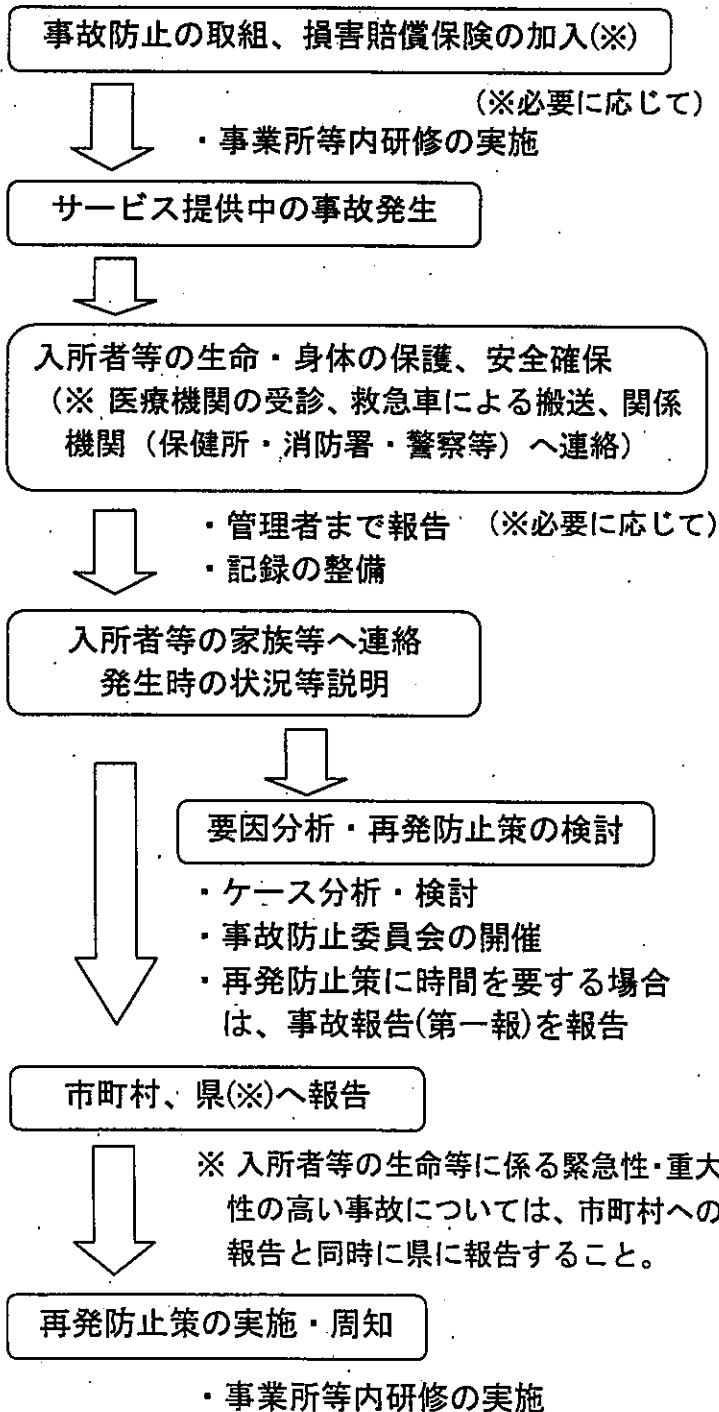 事故防止の取組、損害賠償保険の加入(※)
(※必要に応じて)
・事業所等内研修の実施
サービス提供中の事故発生
入所者等の生命・身体の保護、安全確保
(※ 医療機関の受診、救急車による搬送、関係
機関(保健所・消防署・警察等)へ連絡)
・管理者まで報告 (※必要に応じて)
・記録の整備
入所者等の家族等へ連絡
発生時の状況等説明
要因分析・再発防止策の検討
・ケース分析・検討
・事故防止委員会の開催
・再発防止策に時間を要する場合
は、事故報告(第一報)を報告
市町村、県(※)へ報告
※ 入所者等の生命等に係る緊急性・重大
性の高い事故については、市町村への
報告と同時に県に報告すること。
再発防止策の実施・周知
・事業所等内研修の実施